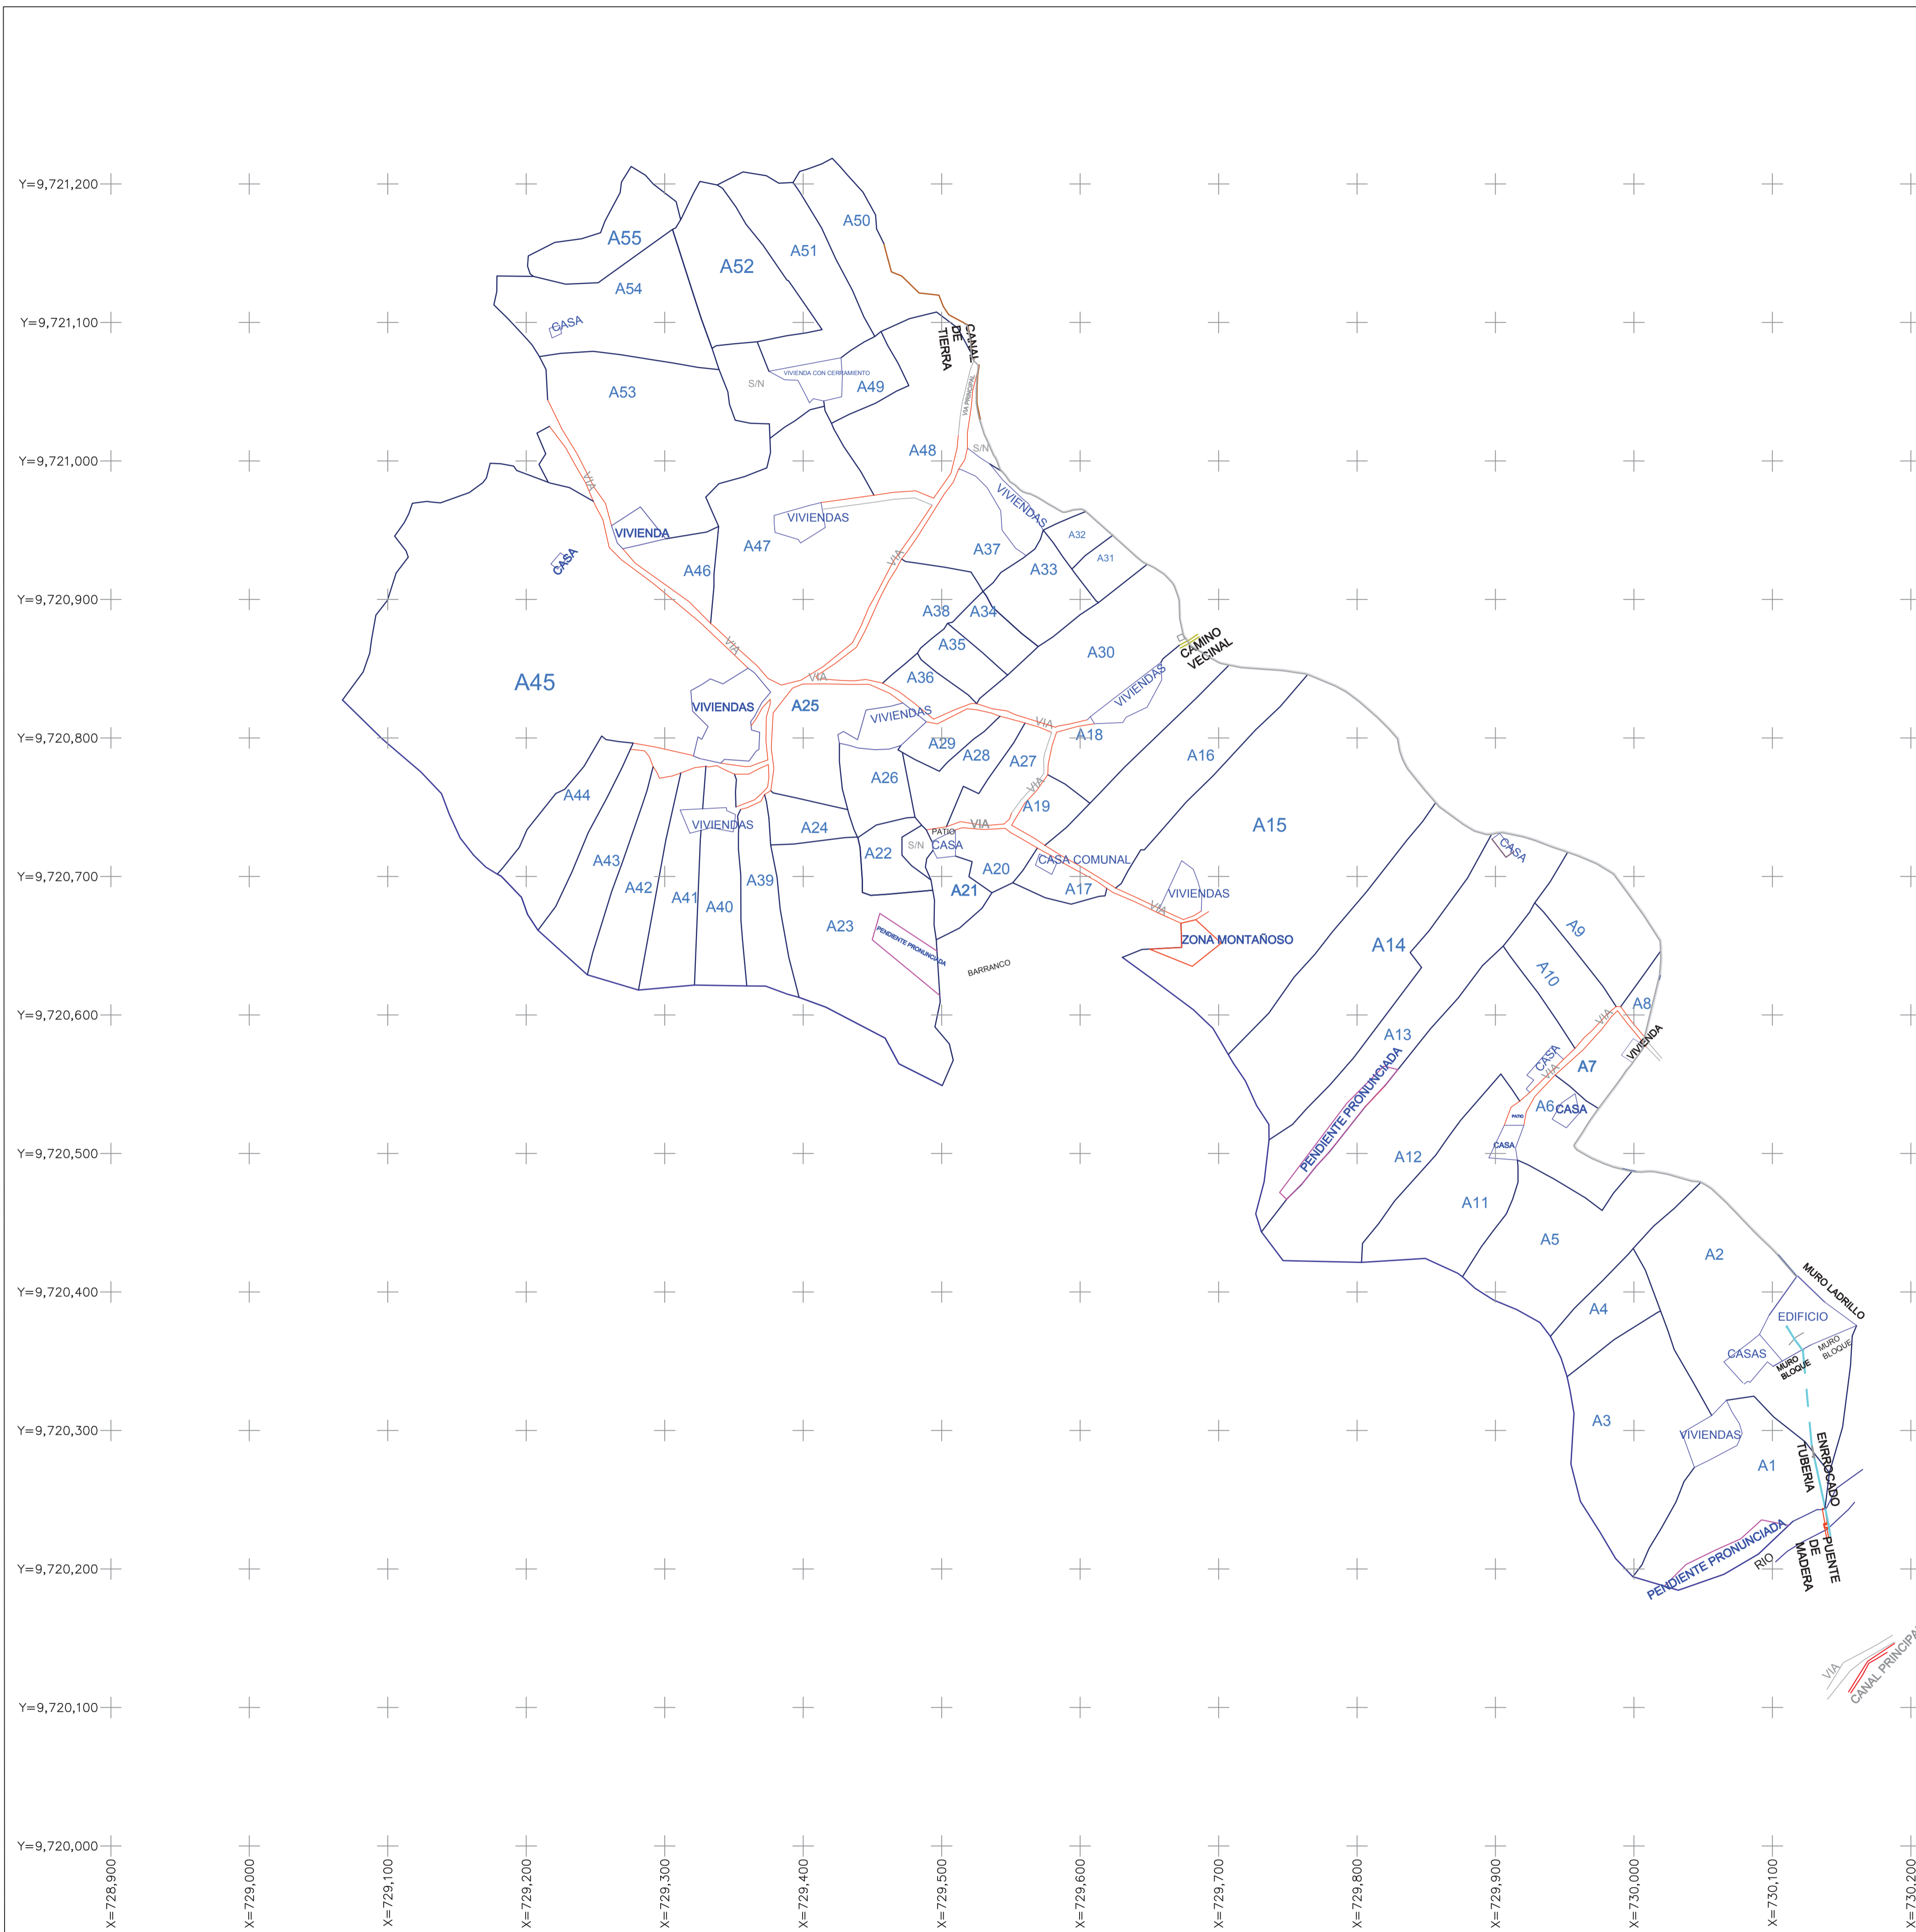 Y=9,721,200
A50
A55
A51
A52
A54
Y=9,721,100
CASA
CANAL
DE
TIERRA
VIVIENDA CON CERRAMIENTO
S/N
A49
A53
VIA PRINCIPAL
A48
S/N
Y=9,721,000
VIA
VIVIENDAS
VIVIENDAS
VIVIENDA
A32
A47
A37
VIA
A31
CASA
A46
A33
Y=9,720,900
A38
A34
CAMINO
VECINAL
VIA
A35
A30
A45
VIA
A36
VIVIENDAS
VIVIENDAS
A25
VIVIENDAS
VIA
A18
Y=9,720,800
A29
A28
A27
A16
A26
VIA
A44
A19
VIVIENDAS
A24
PATIO
VIA
A15
S/N
CASA
CASA
A22
A43
CASA COMUNAL
A20
Y=9,720,700
A42
A39
A21
A17
VIVIENDAS
A41
A40
VIA
A23
PENDIENTE PRONUNCIADA
ZONA MONTAÑOSO
A9
A14
BARRANCO
A10
A8
Y=9,720,600
VIA
A13
VIVIENDA
CASA
VIA
A7
PENDIENTE PRONUNCIADA
A6
CASA
PATIO
Y=9,720,500
CASA
A12
A11
A5
A2
Y=9,720,400
MURO LADRILLO
A4
EDIFICIO
MURO
BLOQUE
CASAS
MURO
BLOQUE
A3
Y=9,720,300
VIVIENDAS
A1
ENRROCADO
TUBERIA
PENDIENTE PRONUNCIADA
RIO
PUENTE
DE
MADERA
Y=9,720,200
VIA
CANAL PRINCIPAL
Y=9,720,100
Y=9,720,000
X=728,900
X=729,000
X=729,100
X=729,200
X=729,300
X=729,400
X=729,500
X=729,600
X=729,700
X=729,800
X=729,900
X=730,000
X=730,100
X=730,200